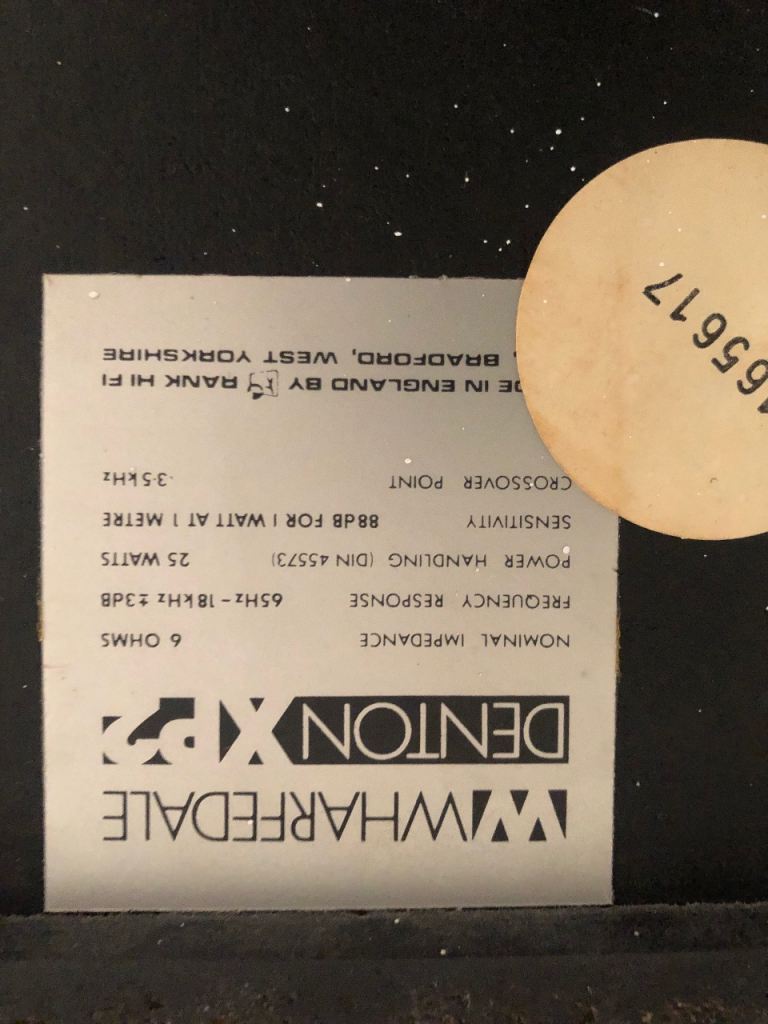 WHARFEDALE
DENTON XP2
NOMINAL IMPEDANCE 6 OHMS
FREQUENCY RESPONSE 65Hz-18kHz ±3dB
POWER HANDLING (DIN 45573) 25 WATTS
SENSITIVITY 88dB FOR 1 WATT AT 1 METRE
CROSSOVER POINT 3·5kHz
DE IN ENGLAND BY RANK HI FI
, BRADFORD, WEST YORKSHIRE
165617